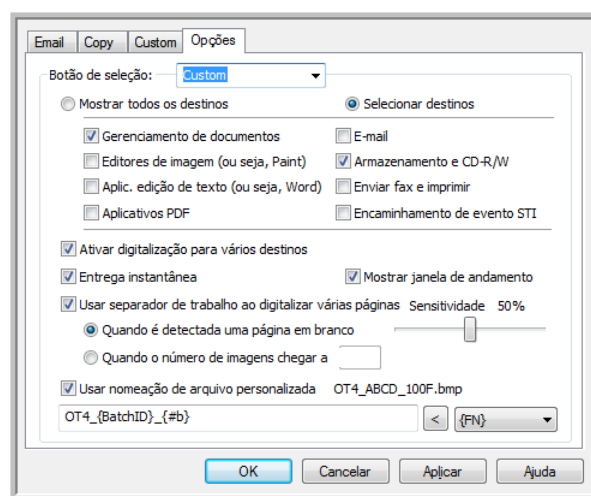 Email Copy Custom Opções
Botão de seleção: Custom
Mostrar todos os destinos Selecionar destinos
Gerenciamento de documentos E-mail
Editores de imagem (ou seja, Paint) Armazenamento e CD-R/W
Aplic. edição de texto (ou seja, Word) Enviar fax e imprimir
Aplicativos PDF Encaminhamento de evento STI
Ativar digitalização para vários destinos
Entrega instantânea Mostrar janela de andamento
Usar separador de trabalho ao digitalizar várias páginas Sensitividade 50%
Quando é detectada uma página em branco
Quando o número de imagens chegar a
Usar nomeação de arquivo personalizada OT4_ABCD_100F.bmp
OT4_{BatchID}_{#b} < {FN}
OK Cancelar Aplicar Ajuda